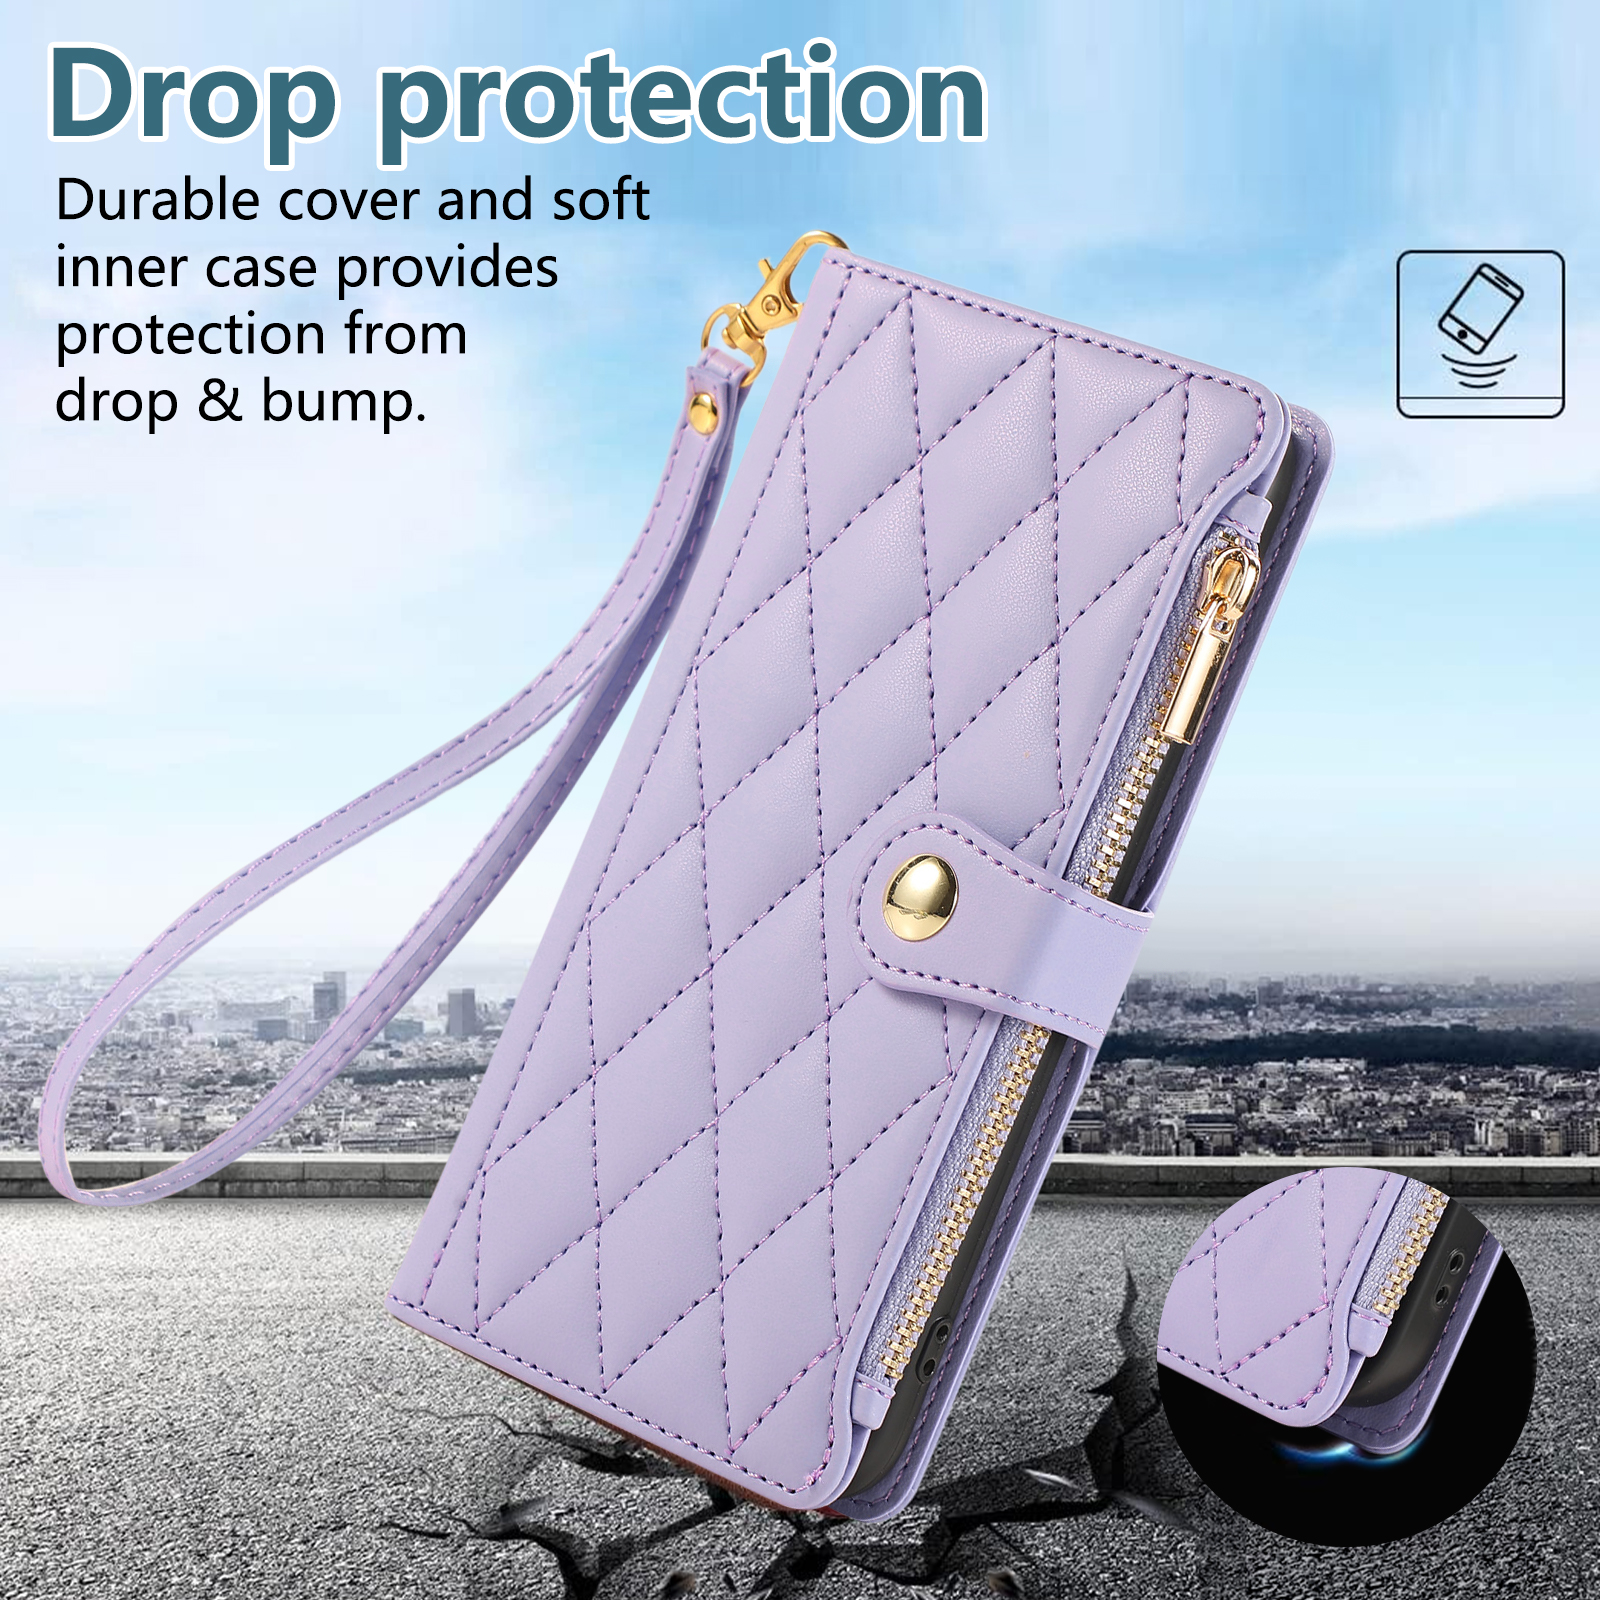 Drop protection
Durable cover and soft
inner case provides
protection from
drop & bump.